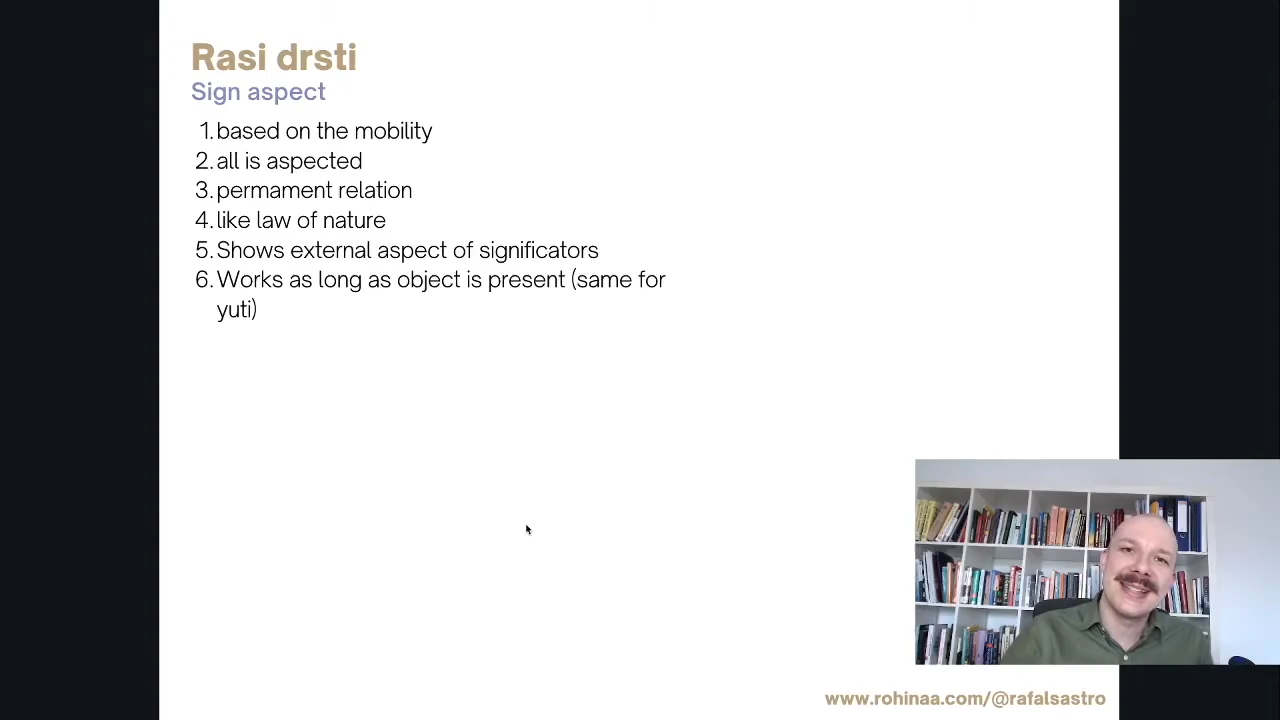 Rasi drsti
Sign aspect
1. based on the mobility
2. all is aspected
3. permament relation
4. like law of nature
5. Shows external aspect of significators
6. Works as long as object is present (same for
yuti)
www.rohinaa.com/@rafalsastro